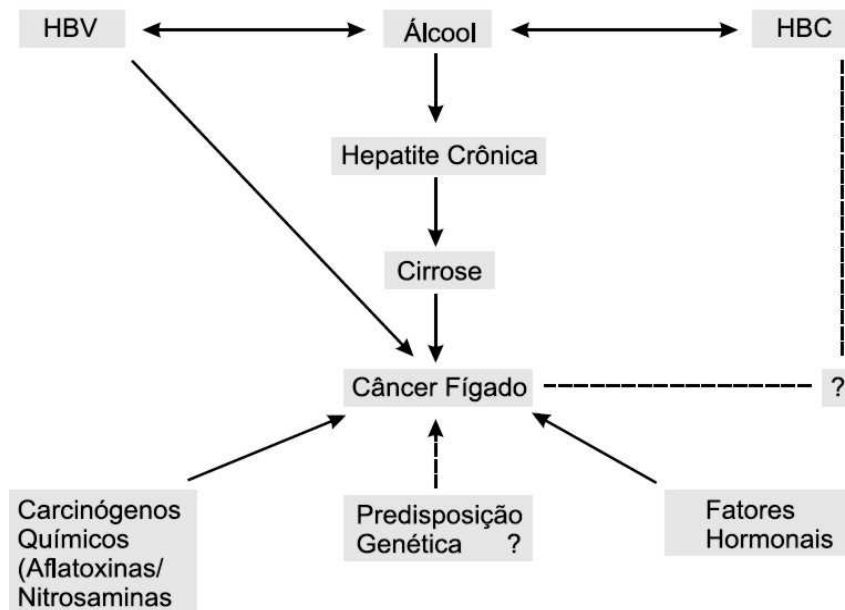 HBV
Álcool
HBC
Hepatite Crônica
Cirrose
Câncer Fígado
?
Carcinógenos
Químicos
(Aflatoxinas/
Nitrosaminas
Predisposição
Genética ?
Fatores
Hormonais